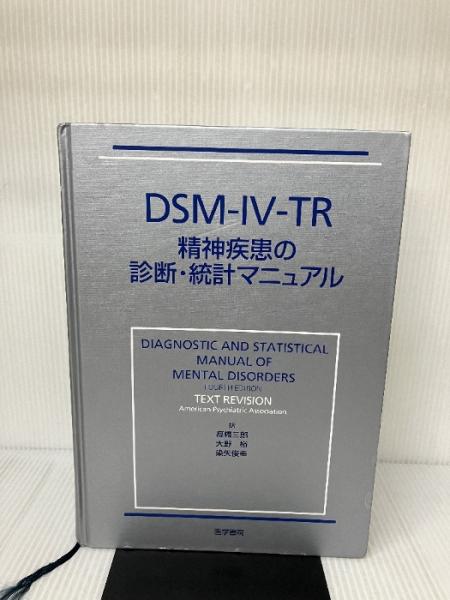 DSM-IV-TR
精神疾患の
診断・統計マニュアル
DIAGNOSTIC AND STATISTICAL
MANUAL OF
MENTAL DISORDERS
FOURTH EDITION
TEXT REVISION
American Psychiatric Association
訳
高橋三郎
大野 裕
染矢俊幸
医学書院